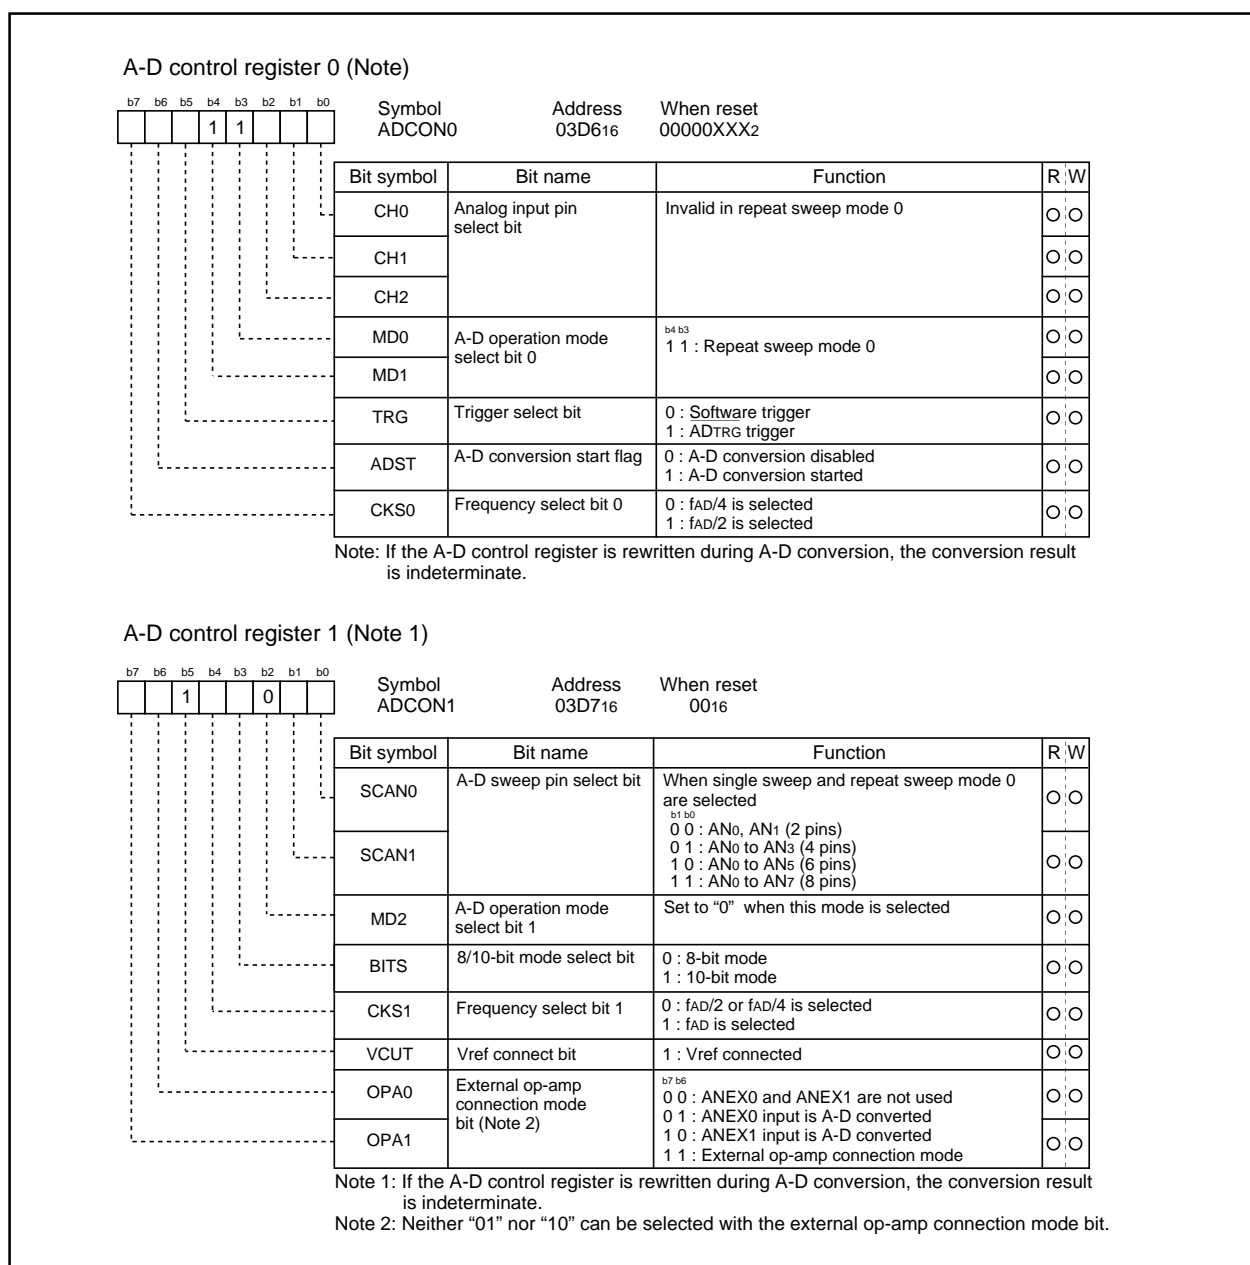 A-D control register 0 (Note)
b7 b6 b5 b4 b3 b2 b1 b0
1 1
Symbol Address When reset
ADCON0 03D616 00000XXX2
Bit symbol Bit name Function R W
CH0 Analog input pin select bit Invalid in repeat sweep mode 0
CH1
CH2
MD0 A-D operation mode select bit 0
b4 b3
1 1 : Repeat sweep mode 0
MD1
TRG Trigger select bit 0 : Software trigger
1 : ADTRG trigger
ADST A-D conversion start flag 0 : A-D conversion disabled
1 : A-D conversion started
CKS0 Frequency select bit 0 0 : fAD/4 is selected
1 : fAD/2 is selected
Note: If the A-D control register is rewritten during A-D conversion, the conversion result
is indeterminate.
A-D control register 1 (Note 1)
b7 b6 b5 b4 b3 b2 b1 b0
1 0
Symbol Address When reset
ADCON1 03D716 0016
Bit symbol Bit name Function R W
SCAN0 A-D sweep pin select bit When single sweep and repeat sweep mode 0
are selected
b1 b0
0 0 : AN0, AN1 (2 pins)
0 1 : AN0 to AN3 (4 pins)
SCAN1
1 0 : AN0 to AN5 (6 pins)
1 1 : AN0 to AN7 (8 pins)
MD2 A-D operation mode select bit 1 Set to “0” when this mode is selected
BITS 8/10-bit mode select bit 0 : 8-bit mode
1 : 10-bit mode
CKS1 Frequency select bit 1 0 : fAD/2 or fAD/4 is selected
1 : fAD is selected
VCUT Vref connect bit 1 : Vref connected
OPA0 External op-amp connection mode bit (Note 2)
b7 b6
0 0 : ANEX0 and ANEX1 are not used
0 1 : ANEX0 input is A-D converted
OPA1
1 0 : ANEX1 input is A-D converted
1 1 : External op-amp connection mode
Note 1: If the A-D control register is rewritten during A-D conversion, the conversion result
is indeterminate.
Note 2: Neither “01” nor “10” can be selected with the external op-amp connection mode bit.